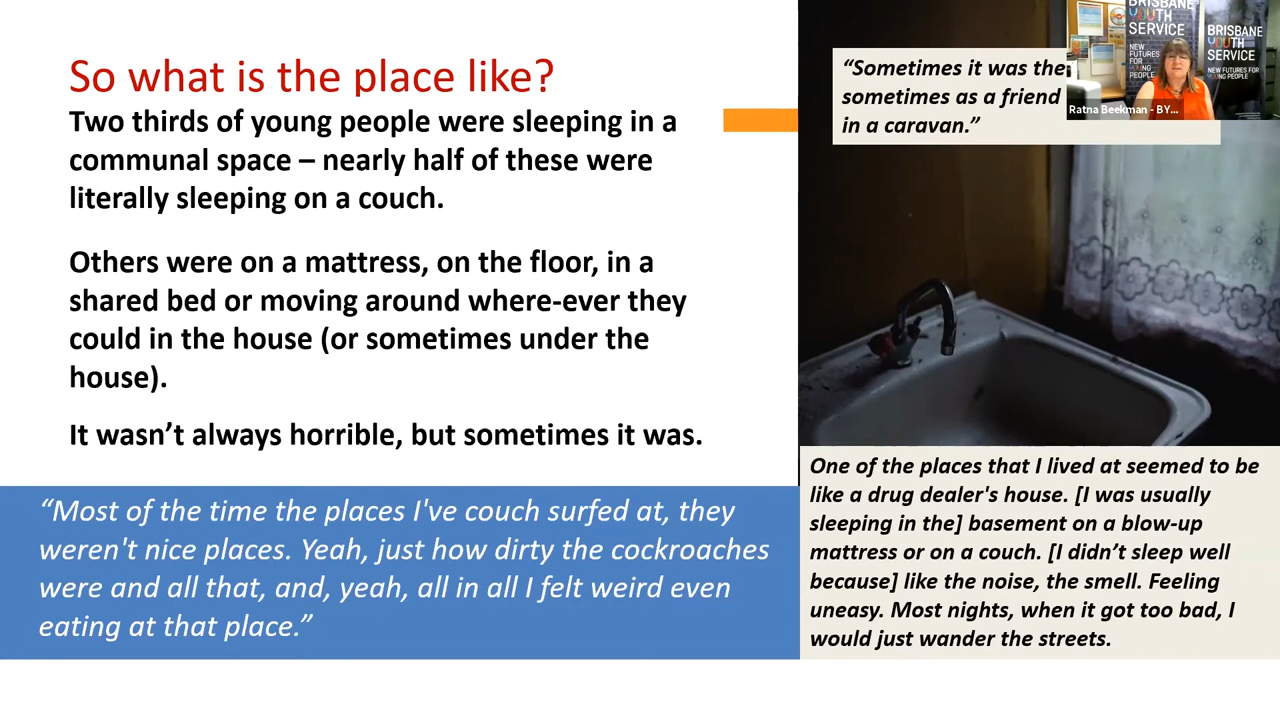 So what is the place like?
Two thirds of young people were sleeping in a
communal space – nearly half of these were
literally sleeping on a couch.
Others were on a mattress, on the floor, in a
shared bed or moving around where-ever they
could in the house (or sometimes under the
house).
It wasn’t always horrible, but sometimes it was.
“Most of the time the places I've couch surfed at, they
weren't nice places. Yeah, just how dirty the cockroaches
were and all that, and, yeah, all in all I felt weird even
eating at that place.”
“Sometimes it was the
sometimes as a friend
in a caravan.”
BRISBANE
YOUTH
SERVICE
NEW
FUTURES
FOR
YOUNG
PEOPLE
BRISBANE
YOUTH
SERVICE
NEW FUTURES FOR
YOUNG PEOPLE
Ratna Beekman - BY...
One of the places that I lived at seemed to be
like a drug dealer's house. [I was usually
sleeping in the] basement on a blow-up
mattress or on a couch. [I didn’t sleep well
because] like the noise, the smell. Feeling
uneasy. Most nights, when it got too bad, I
would just wander the streets.